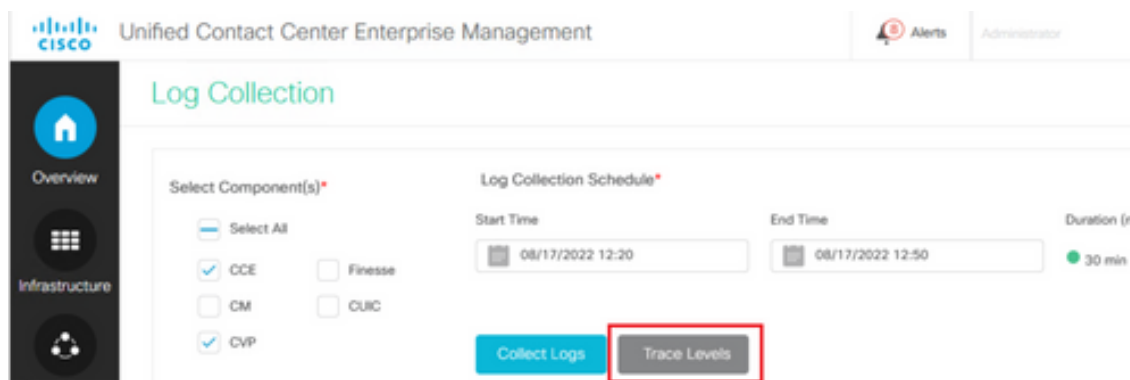 CISCO
Unified Contact Center Enterprise Management
Alerts
Administrator
Log Collection
Overview
Infrastructure
Select Component(s)*
Select All
CCE
Finesse
CM
CUIC
CVP
Log Collection Schedule*
Start Time
End Time
Duration (
08/17/2022 12:20
08/17/2022 12:50
30 min
Collect Logs
Trace Levels